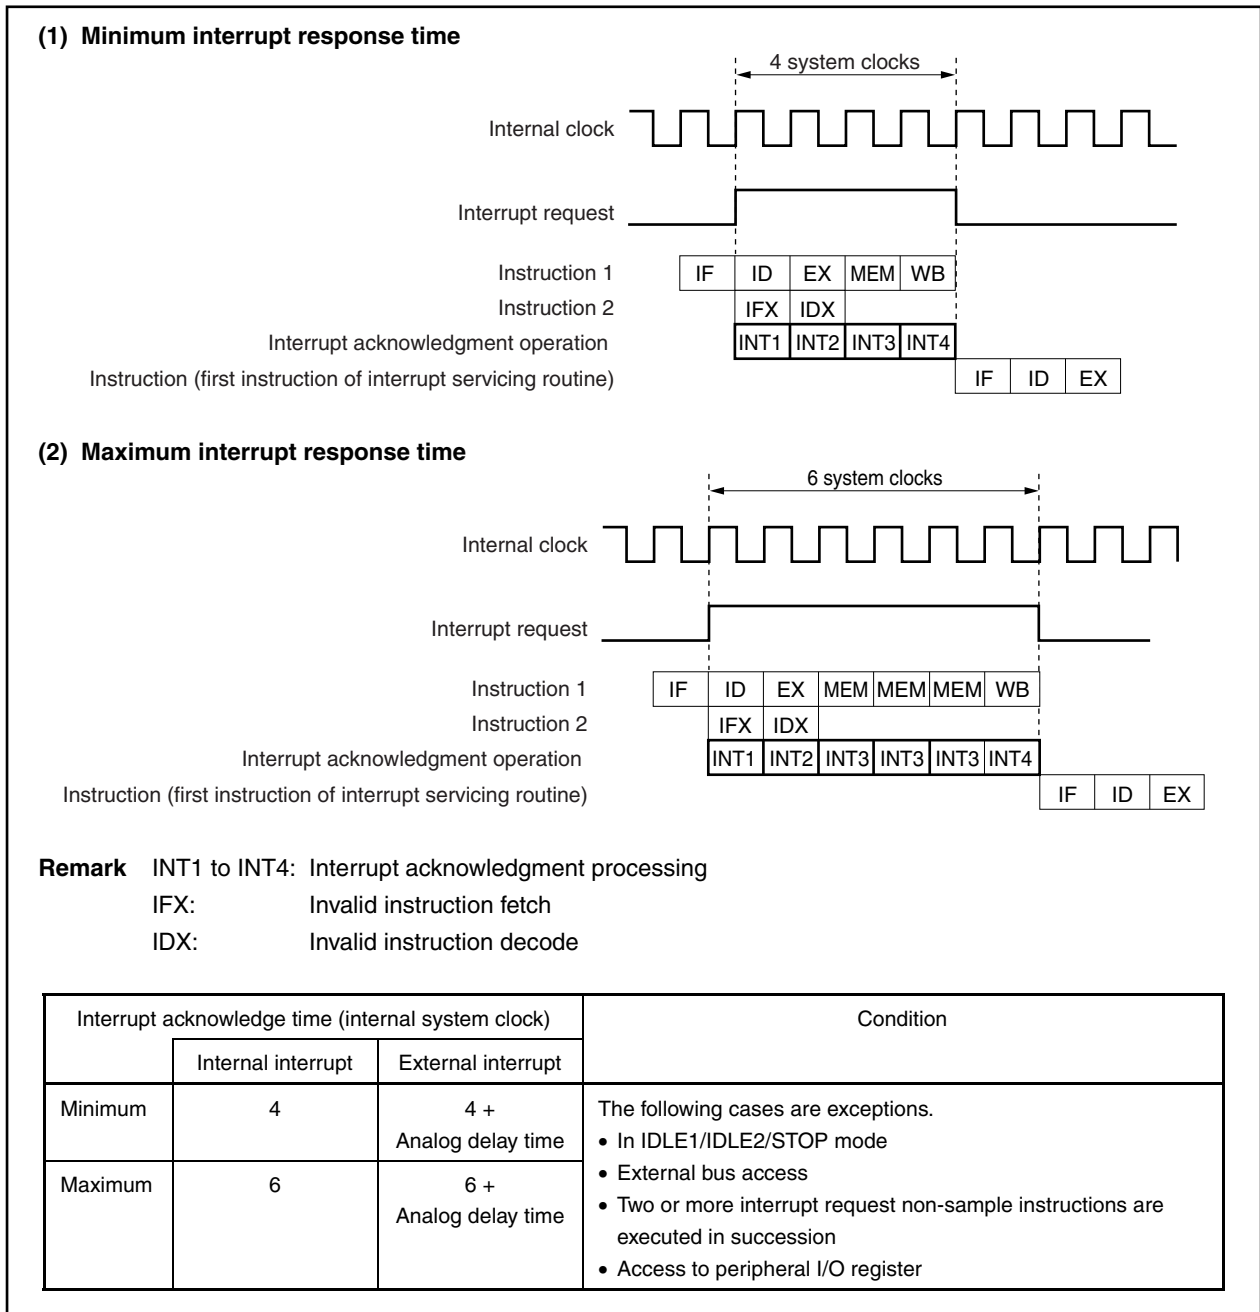 (1) Minimum interrupt response time
4 system clocks
Internal clock
Interrupt request
Instruction 1 IF ID EX MEM WB
Instruction 2 IFX IDX
Interrupt acknowledgment operation INT1 INT2 INT3 INT4
Instruction (first instruction of interrupt servicing routine) IF ID EX
(2) Maximum interrupt response time
6 system clocks
Internal clock
Interrupt request
Instruction 1 IF ID EX MEM MEM MEM WB
Instruction 2 IFX IDX
Interrupt acknowledgment operation INT1 INT2 INT3 INT3 INT3 INT4
Instruction (first instruction of interrupt servicing routine) IF ID EX
Remark INT1 to INT4: Interrupt acknowledgment processing
IFX: Invalid instruction fetch
IDX: Invalid instruction decode
Interrupt acknowledge time (internal system clock) Condition
Internal interrupt External interrupt
Minimum 4 4 +
Analog delay time
Maximum 6 6 +
Analog delay time
The following cases are exceptions.
• In IDLE1/IDLE2/STOP mode
• External bus access
• Two or more interrupt request non-sample instructions are
executed in succession
• Access to peripheral I/O register